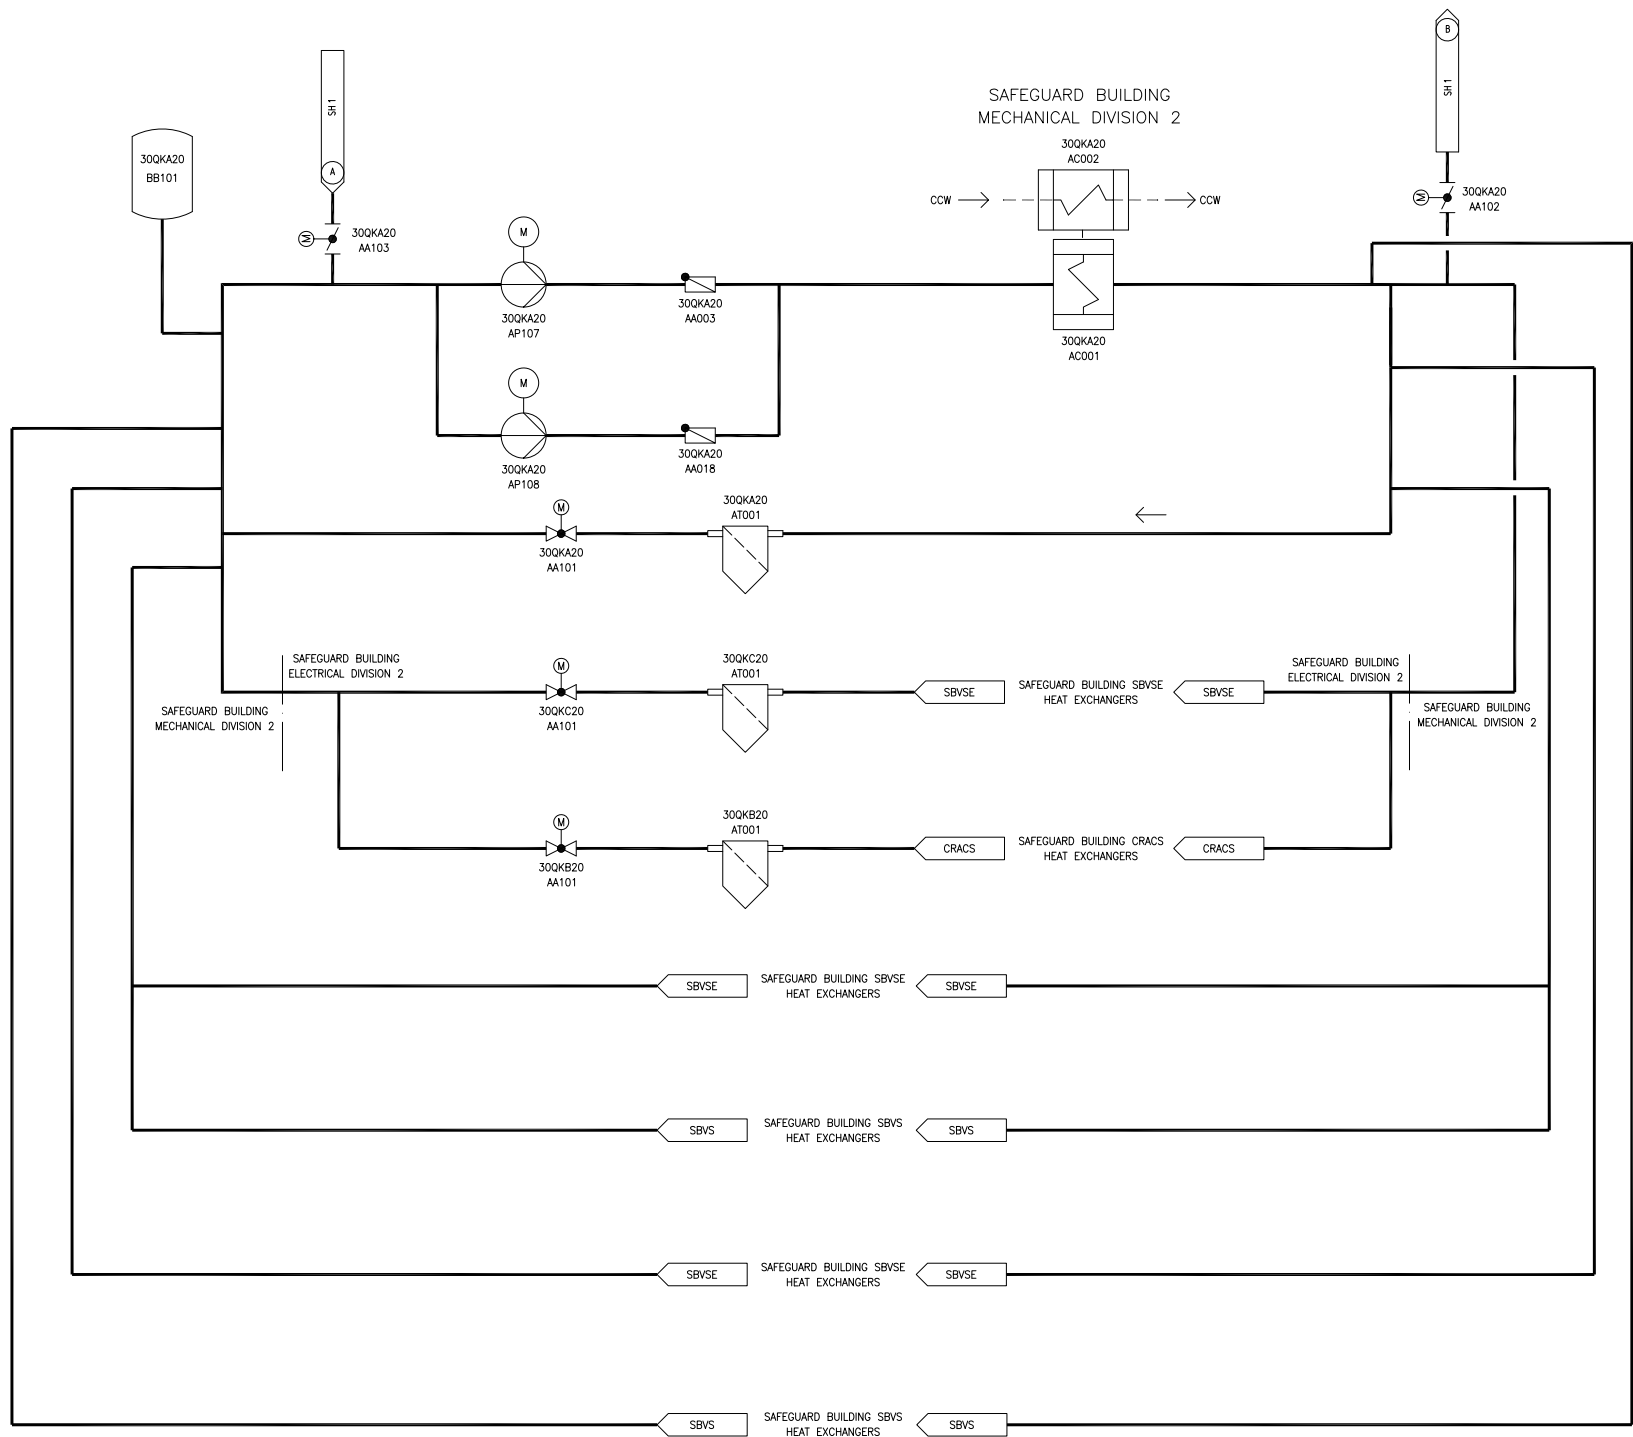 B
SH1
SH1
A
SAFEGUARD BUILDING
MECHANICAL DIVISION 2
30QKA20
AC002
30QKA20
BB101
CCW
CCW
30QKA20
AA102
M
M
30QKA20
AA103
M
30QKA20
AA003
30QKA20
AP107
30QKA20
AC001
M
30QKA20
AA018
30QKA20
AP108
30QKA20
AT001
M
30QKA20
AA101
SAFEGUARD BUILDING
ELECTRICAL DIVISION 2
SAFEGUARD BUILDING
MECHANICAL DIVISION 2
M
30QKC20
AA101
30QKC20
AT001
SBVSE
SAFEGUARD BUILDING SBVSE
HEAT EXCHANGERS
SBVSE
SAFEGUARD BUILDING
ELECTRICAL DIVISION 2
SAFEGUARD BUILDING
MECHANICAL DIVISION 2
M
30QKB20
AA101
30QKB20
AT001
CRACS
SAFEGUARD BUILDING CRACS
HEAT EXCHANGERS
CRACS
SBVSE
SAFEGUARD BUILDING SBVSE
HEAT EXCHANGERS
SBVSE
SBVS
SAFEGUARD BUILDING SBVS
HEAT EXCHANGERS
SBVS
SBVSE
SAFEGUARD BUILDING SBVSE
HEAT EXCHANGERS
SBVSE
SBVS
SAFEGUARD BUILDING SBVS
HEAT EXCHANGERS
SBVS